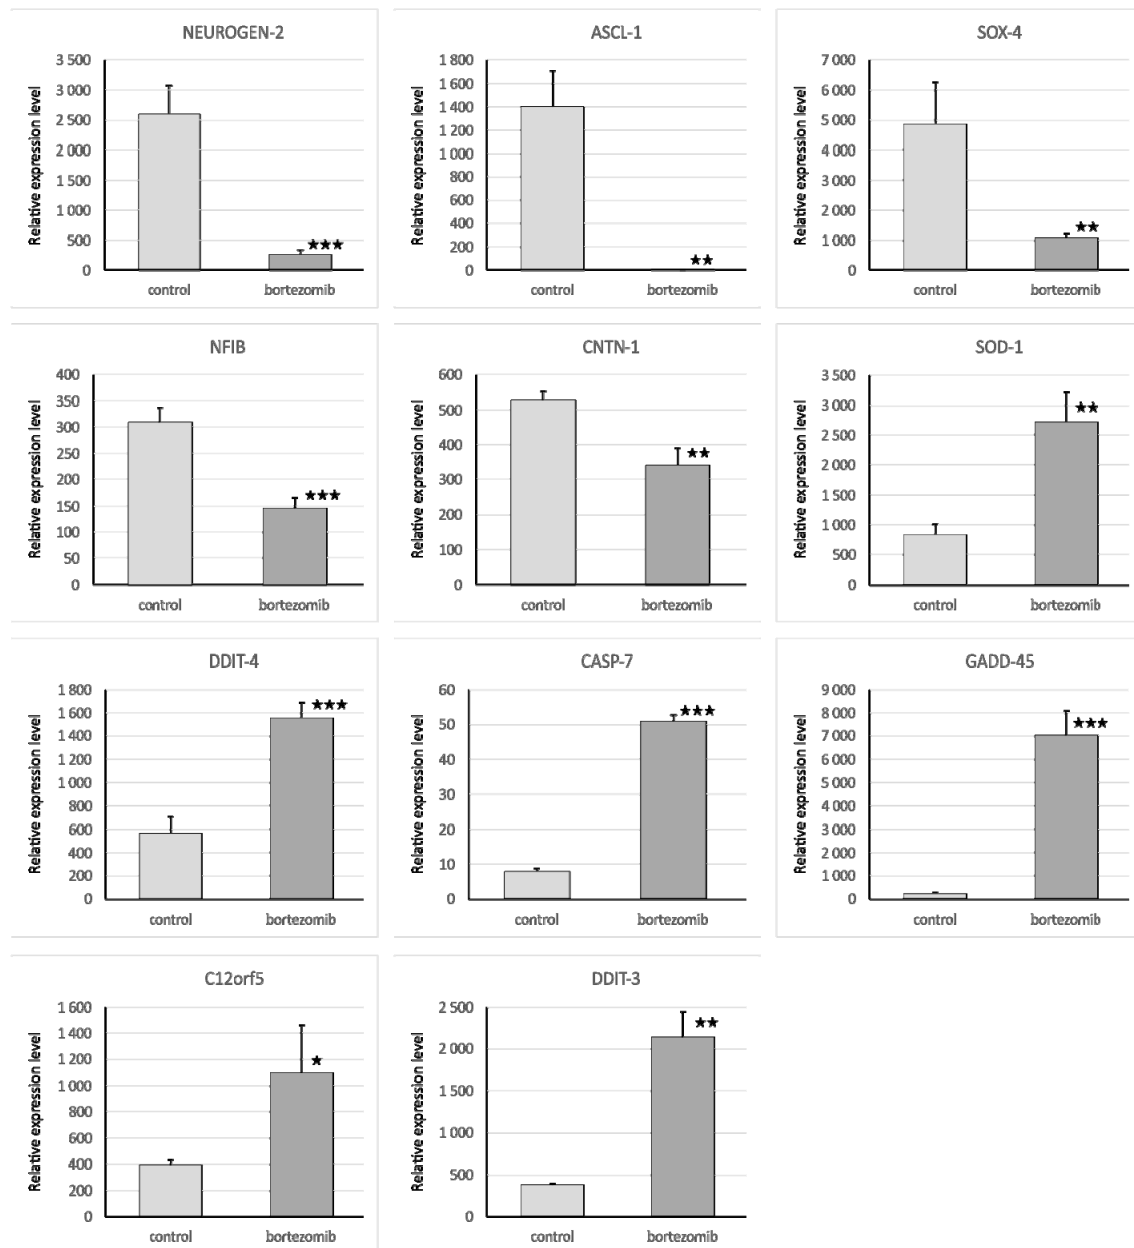 NEUROGEN-2
Relative expression level
3 500
3 000
2 500
2 000
1 500
1 000
500
0
★★★
control
bortezomib
ASCL-1
Relative expression level
1 800
1 600
1 400
1 200
1 000
800
600
400
200
0
★★
control
bortezomib
SOX-4
Relative expression level
7 000
6 000
5 000
4 000
3 000
2 000
1 000
0
★★
control
bortezomib
NFIB
Relative expression level
400
350
300
250
200
150
100
50
0
★★★
control
bortezomib
CNTN-1
Relative expression level
600
500
400
300
200
100
0
★★
control
bortezomib
SOD-1
Relative expression level
3 500
3 000
2 500
2 000
1 500
1 000
500
0
★★
control
bortezomib
DDIT-4
Relative expression level
1 800
1 600
1 400
1 200
1 000
800
600
400
200
0
★★★
control
bortezomib
CASP-7
Relative expression level
60
50
40
30
20
10
0
★★★
control
bortezomib
GADD-45
Relative expression level
9 000
8 000
7 000
6 000
5 000
4 000
3 000
2 000
1 000
0
★★★
control
bortezomib
C12orf5
Relative expression level
1 600
1 400
1 200
1 000
800
600
400
200
0
★
control
bortezomib
DDIT-3
Relative expression level
2 500
2 000
1 500
1 000
500
0
★★
control
bortezomib